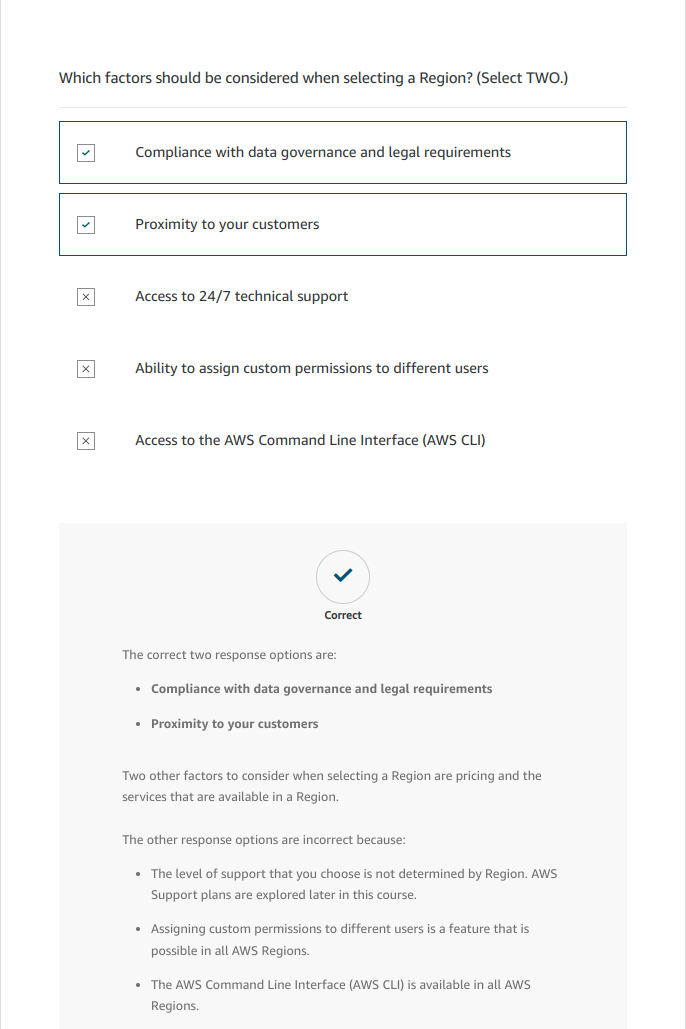 Which factors should be considered when selecting a Region? (Select TWO.)
Compliance with data governance and legal requirements
Proximity to your customers
Access to 24/7 technical support
Ability to assign custom permissions to different users
Access to the AWS Command Line Interface (AWS CLI)
Correct
The correct two response options are:
• Compliance with data governance and legal requirements
• Proximity to your customers
Two other factors to consider when selecting a Region are pricing and the
services that are available in a Region.
The other response options are incorrect because:
• The level of support that you choose is not determined by Region. AWS
Support plans are explored later in this course.
• Assigning custom permissions to different users is a feature that is
possible in all AWS Regions.
• The AWS Command Line Interface (AWS CLI) is available in all AWS
Regions.